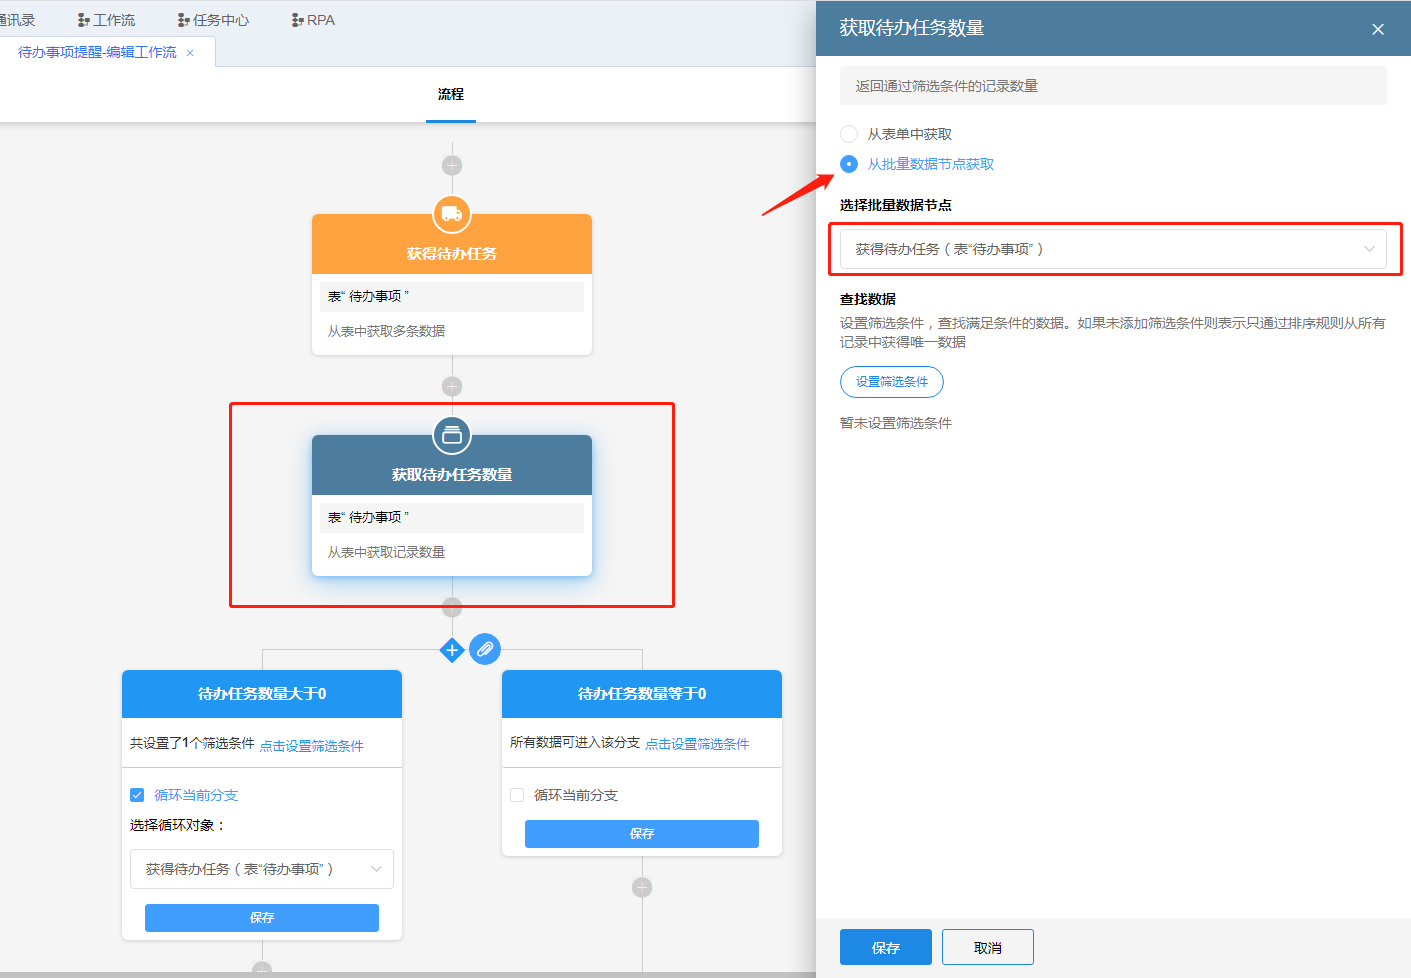 通讯录
工作流
任务中心
RPA
待办事项提醒-编辑工作流 ×
流程
获得待办任务
表“ 待办事项 ”
从表中获取多条数据
获取待办任务数量
表“ 待办事项 ”
从表中获取记录数量
待办任务数量大于0
共设置了1个筛选条件 点击设置筛选条件
循环当前分支
选择循环对象：
获得待办任务（表“待办事项”）
保存
待办任务数量等于0
所有数据可进入该分支 点击设置筛选条件
循环当前分支
保存
获取待办任务数量
返回通过筛选条件的记录数量
从表单中获取
从批量数据节点获取
选择批量数据节点
获得待办任务（表“待办事项”）
查找数据
设置筛选条件，查找满足条件的数据。如果未添加筛选条件则表示只通过排序规则从所有
记录中获得唯一数据
设置筛选条件
暂未设置筛选条件
保存
取消